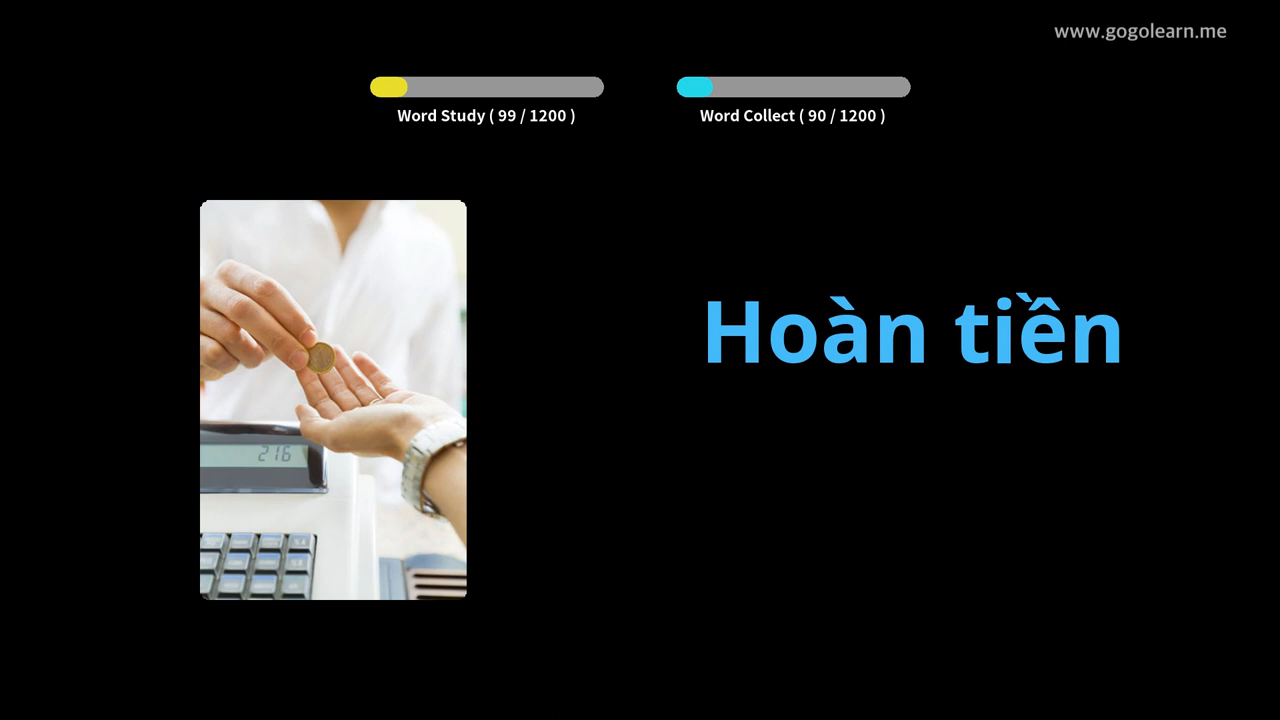 www.gogolearn.me
Word Study ( 99 / 1200 )
Word Collect ( 90 / 1200 )
Hoàn tiền
216